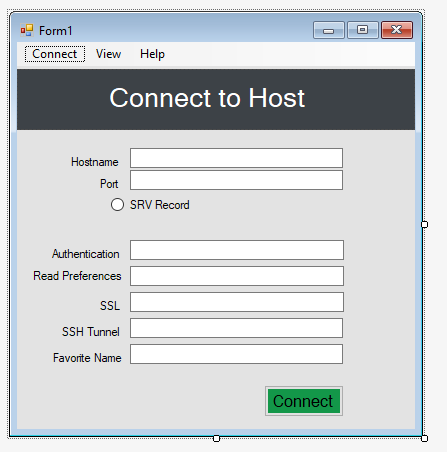 Form1
Connect View Help
Connect to Host
Hostname
Port
SRV Record
Authentication
Read Preferences
SSL
SSH Tunnel
Favorite Name
Connect